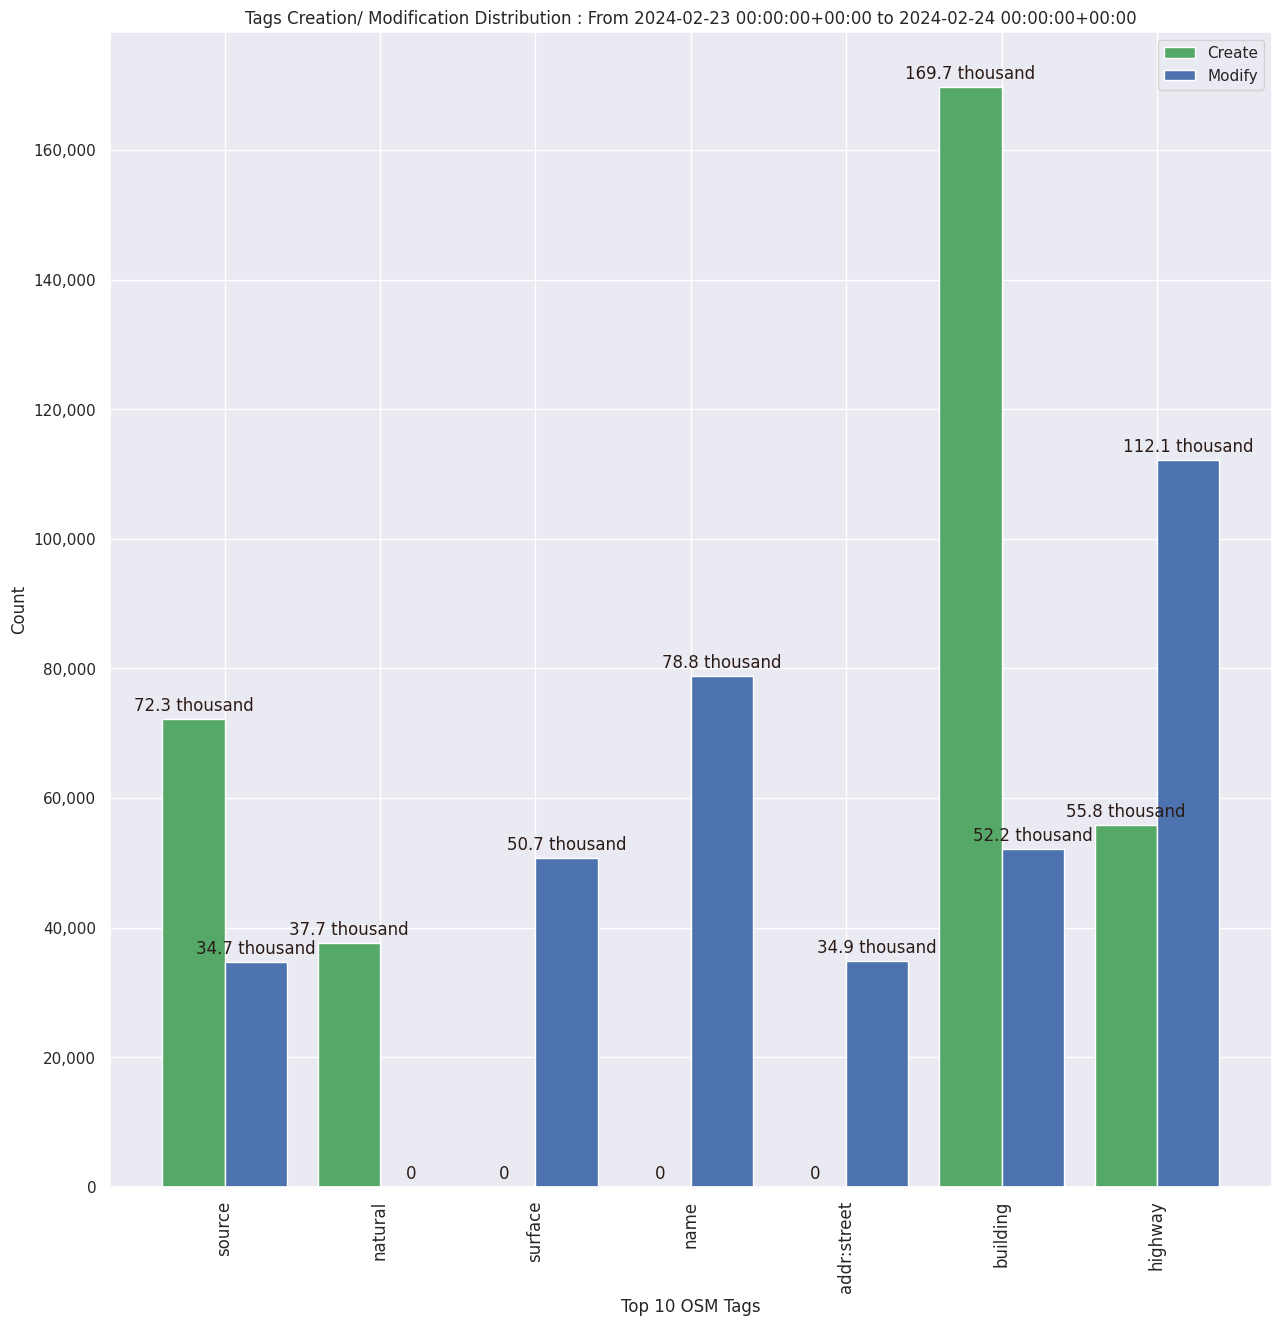 Tags Creation/ Modification Distribution : From 2024-02-23 00:00:00+00:00 to 2024-02-24 00:00:00+00:00
Create
Modify
169.7 thousand
160,000
140,000
120,000
112.1 thousand
100,000
Count
80,000
78.8 thousand
72.3 thousand
60,000
55.8 thousand
52.2 thousand
50.7 thousand
40,000
37.7 thousand
34.7 thousand
34.9 thousand
20,000
0
0
0
0
0
source
natural
surface
name
addr:street
building
highway
Top 10 OSM Tags